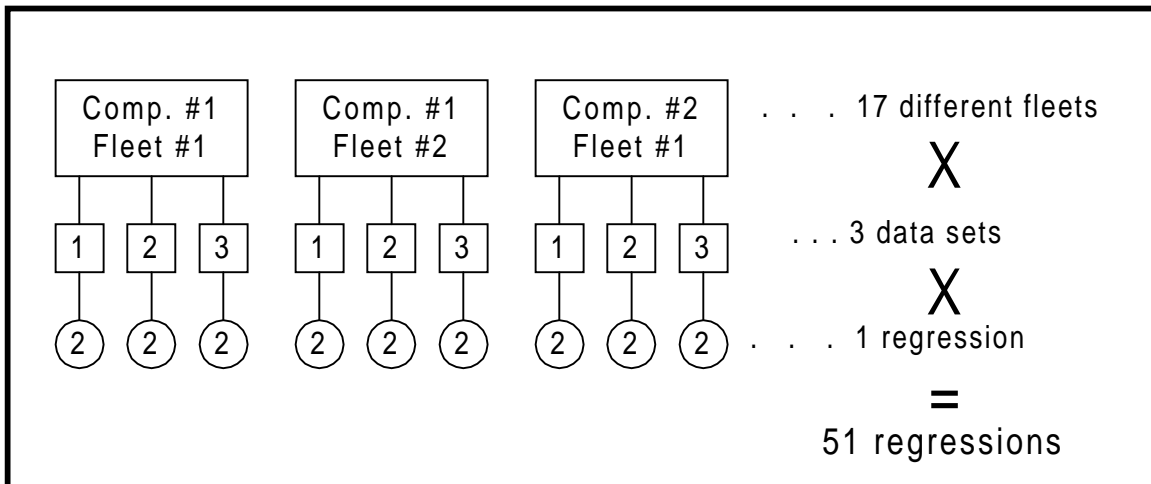 Comp. #1 Comp. #1 Comp. #2 . . . 17 different fleets
Fleet #1 Fleet #2 Fleet #1
X
1 2 3 1 2 3 1 2 3 . . . 3 data sets
X
2 2 2 2 2 2 2 2 2 . . . 1 regression
=
51 regressions